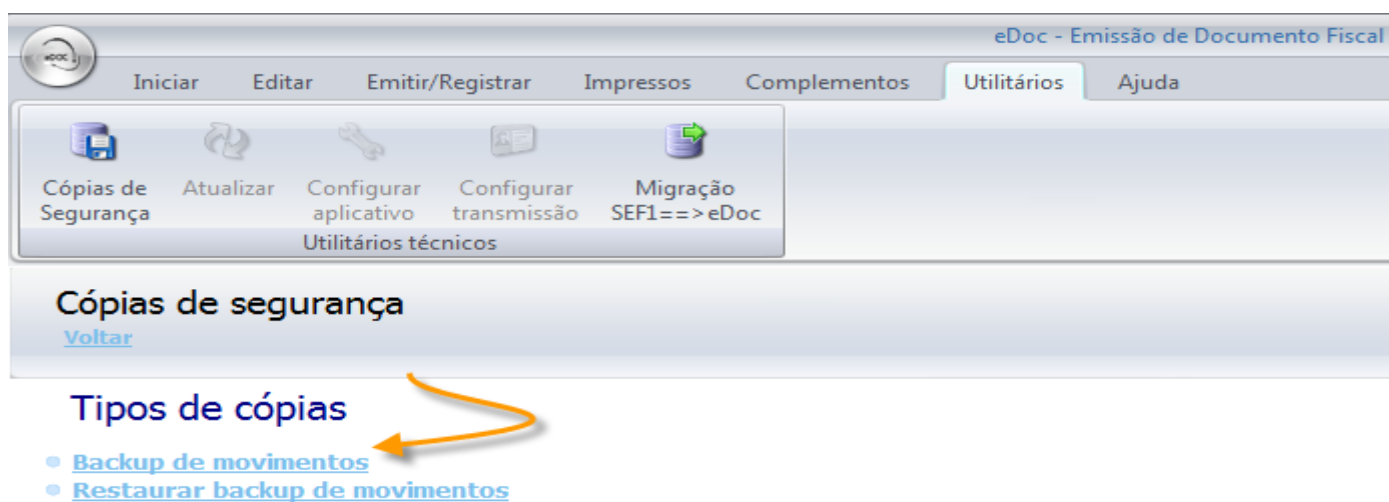 eDoc - Emissão de Documento Fiscal
eDOC
Iniciar Editar Emitir/Registrar Impressos Complementos Utilitários Ajuda
Cópias de Atualizar Configurar Configurar Migração
Segurança aplicativo transmissão SEF1==>eDoc
Utilitários técnicos
Cópias de segurança
Voltar
Tipos de cópias
Backup de movimentos
Restaurar backup de movimentos